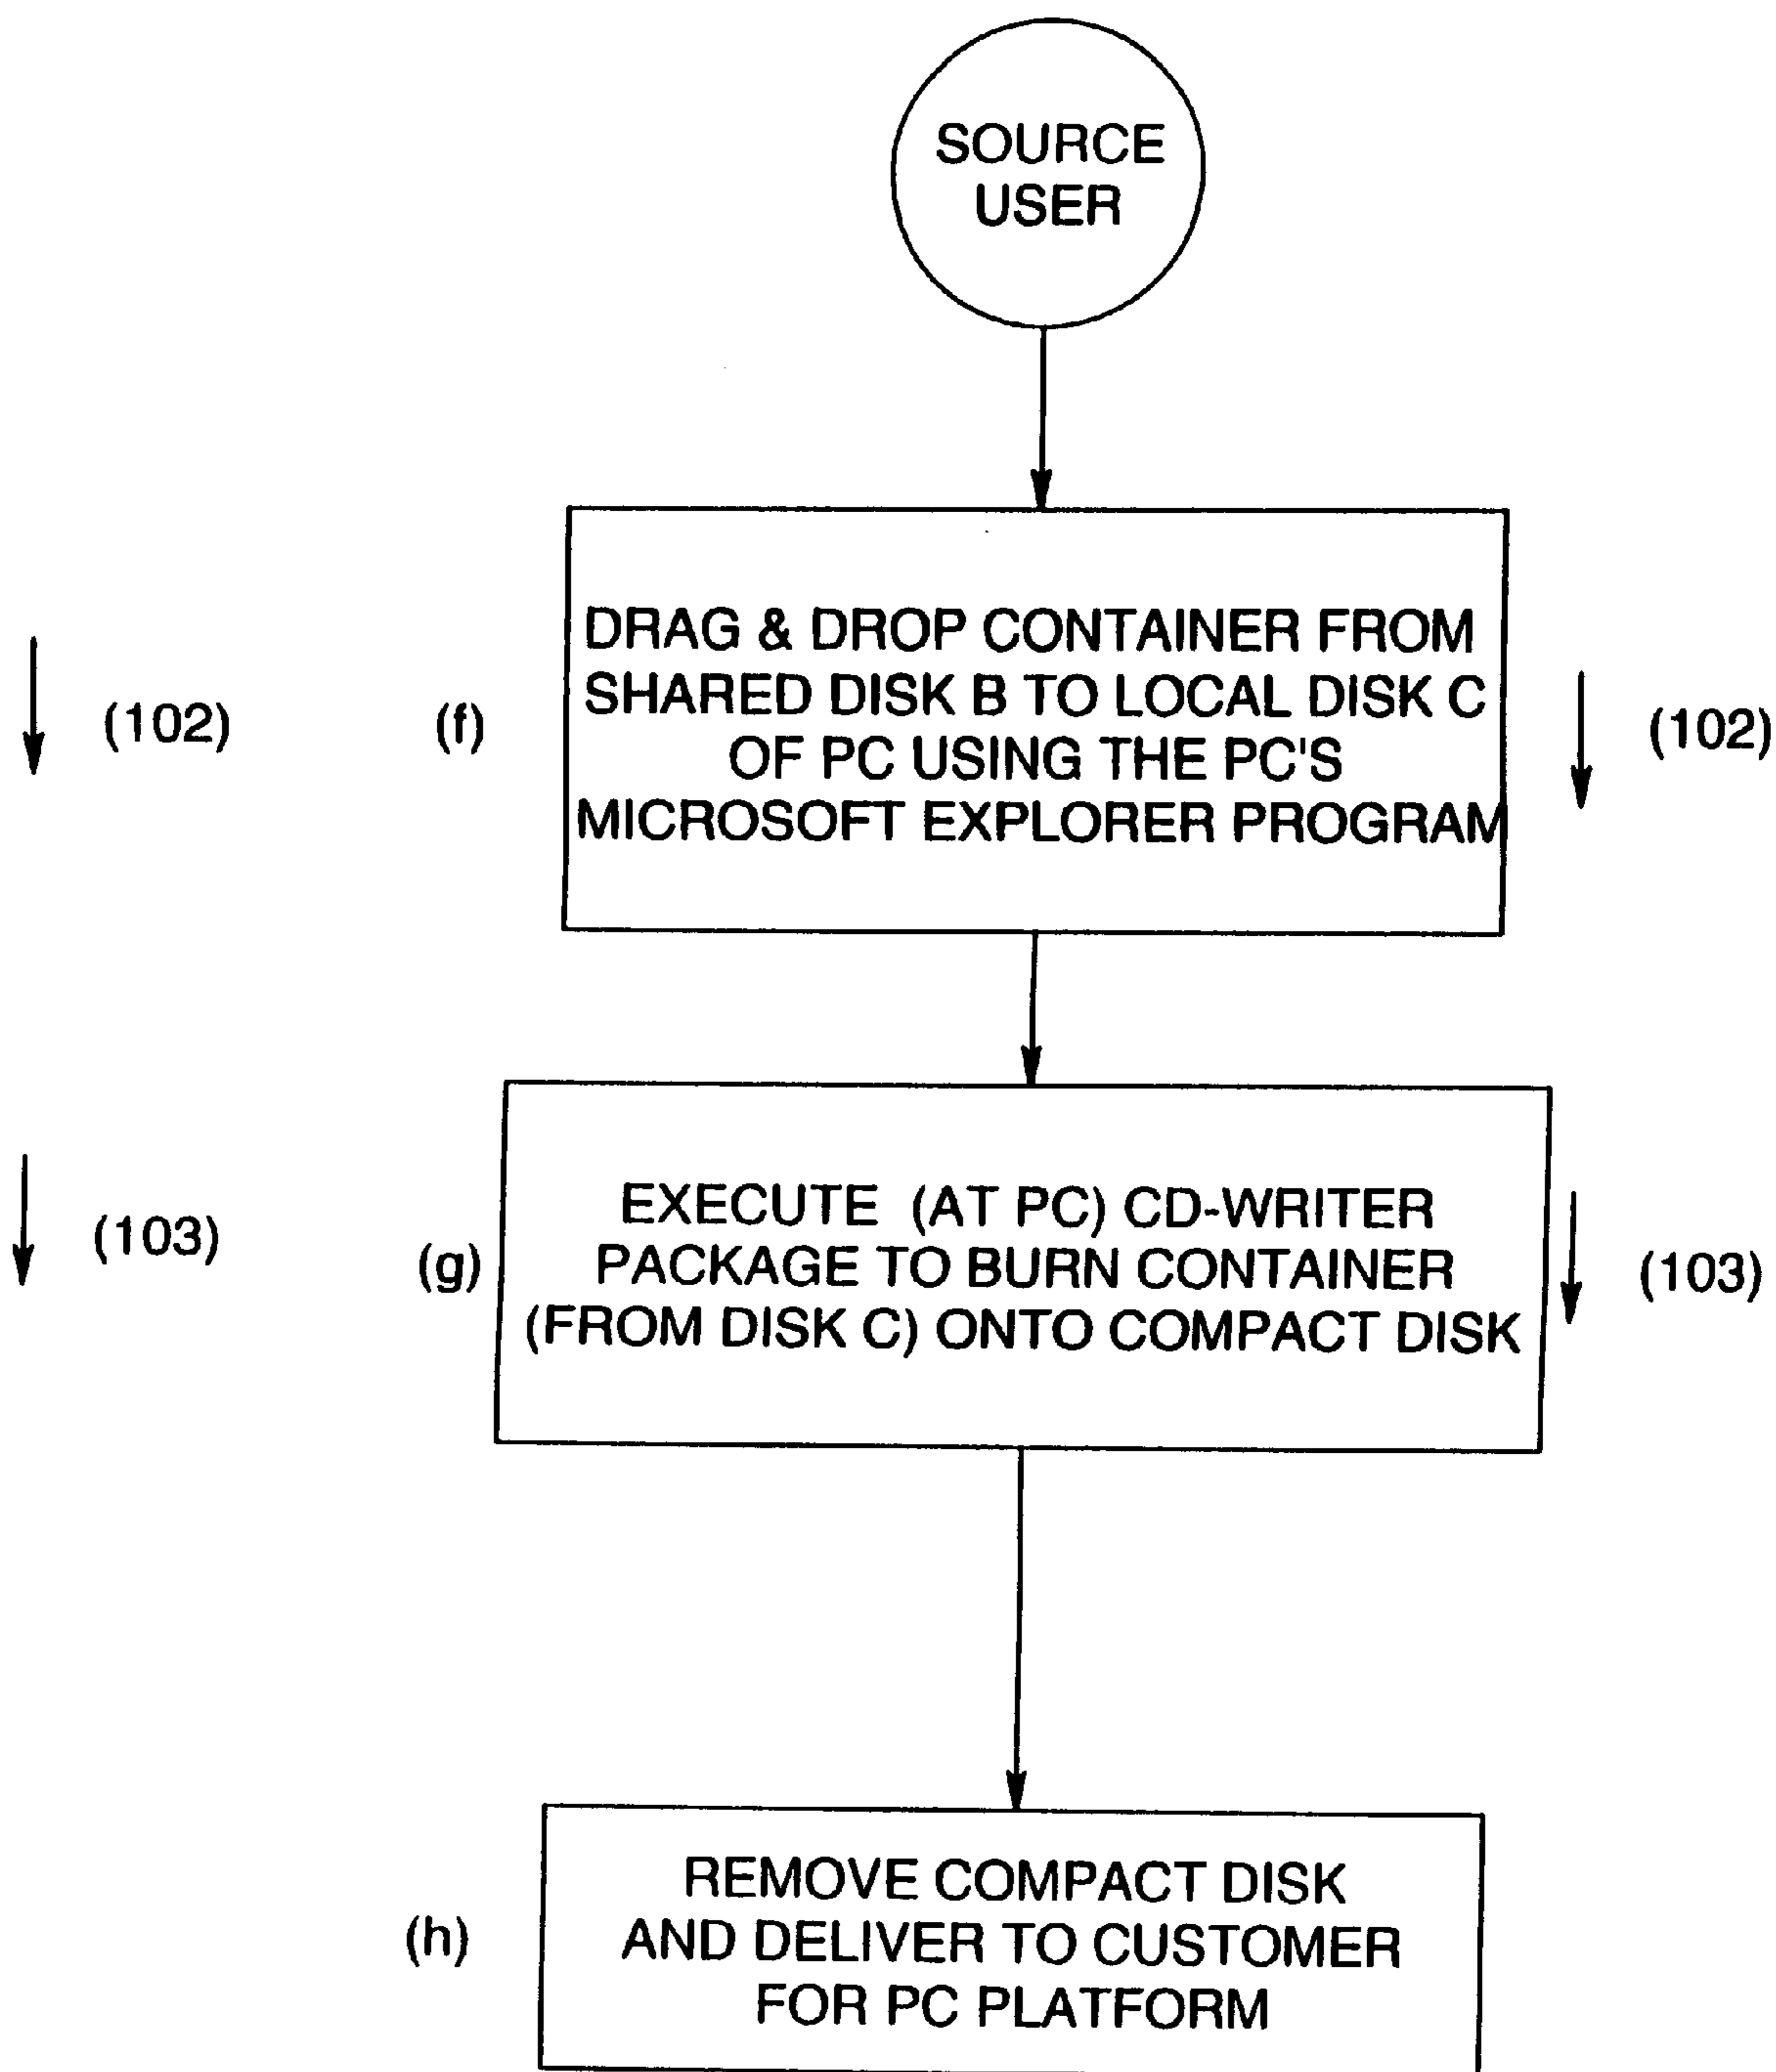 SOURCE
USER
(102)
(f)
DRAG & DROP CONTAINER FROM
SHARED DISK B TO LOCAL DISK C
OF PC USING THE PC'S
MICROSOFT EXPLORER PROGRAM
(102)
(103)
(g)
EXECUTE (AT PC) CD-WRITER
PACKAGE TO BURN CONTAINER
(FROM DISK C) ONTO COMPACT DISK
(103)
(h)
REMOVE COMPACT DISK
AND DELIVER TO CUSTOMER
FOR PC PLATFORM